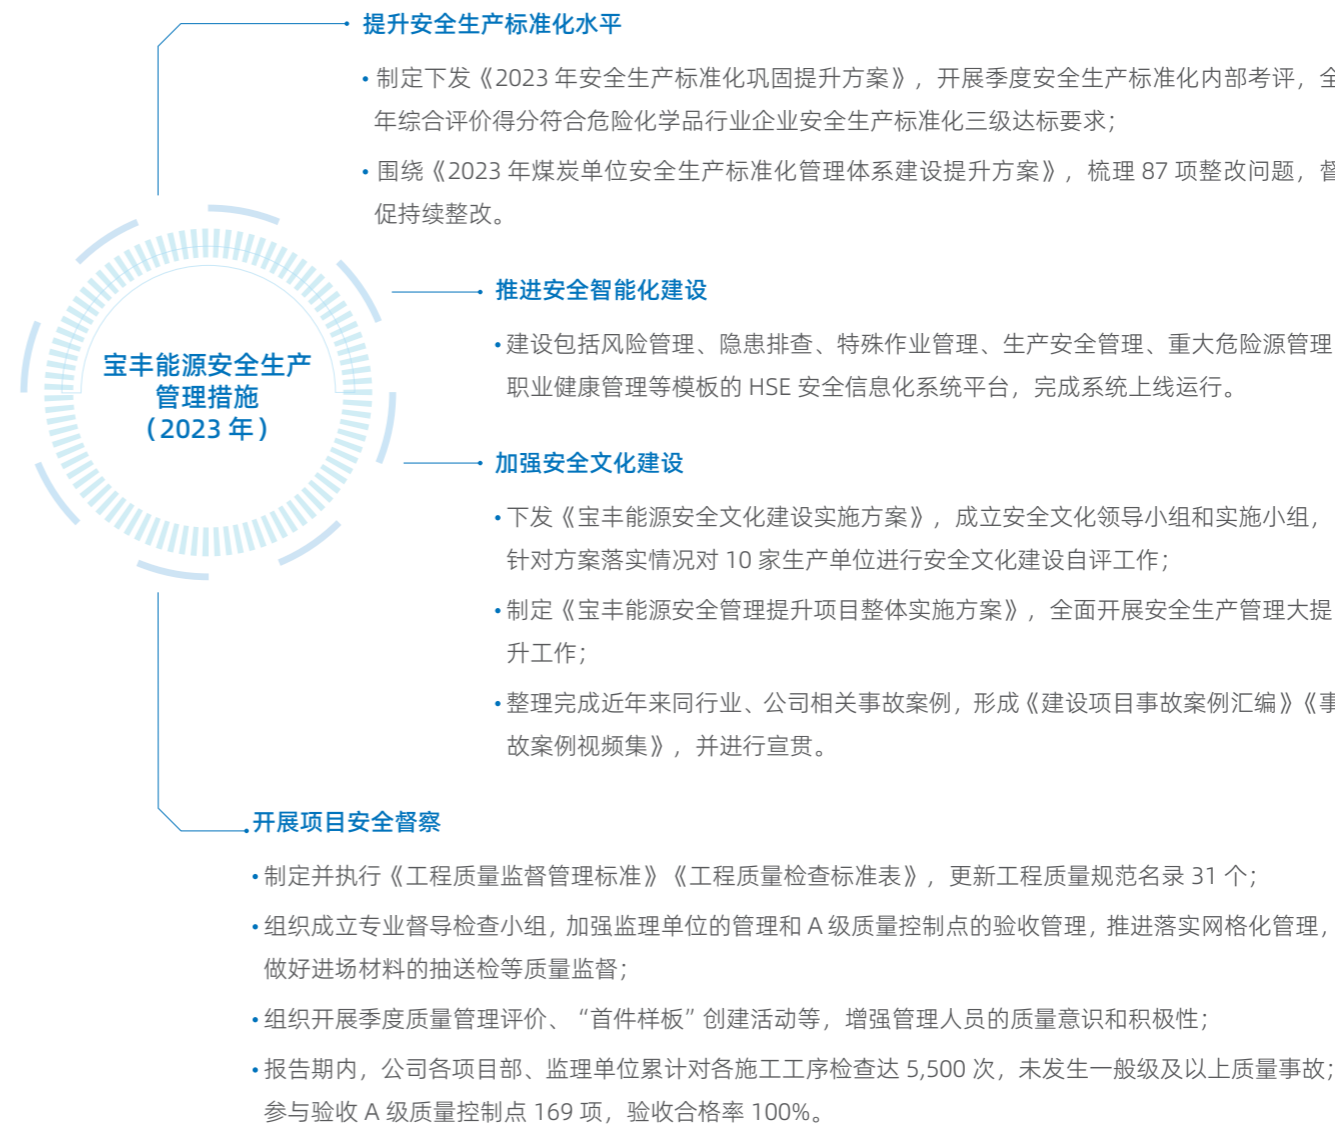 提升安全生产标准化水平
• 制定下发《2023 年安全生产标准化巩固提升方案》，开展季度安全生产标准化内部考评，全
年综合评价得分符合危险化学品行业企业安全生产标准化三级达标要求；
• 围绕《2023 年煤炭单位安全生产标准化管理体系建设提升方案》，梳理 87 项整改问题，督
促持续整改。
推进安全智能化建设
• 建设包括风险管理、隐患排查、特殊作业管理、生产安全管理、重大危险源管理
职业健康管理等模板的 HSE 安全信息化系统平台，完成系统上线运行。
宝丰能源安全生产
管理措施
（2023 年）
加强安全文化建设
• 下发《宝丰能源安全文化建设实施方案》，成立安全文化领导小组和实施小组，
针对方案落实情况对 10 家生产单位进行安全文化建设自评工作；
• 制定《宝丰能源安全管理提升项目整体实施方案》，全面开展安全生产管理大提
升工作；
• 整理完成近年来同行业、公司相关事故案例，形成《建设项目事故案例汇编》《事
故案例视频集》，并进行宣贯。
开展项目安全督察
• 制定并执行《工程质量监督管理标准》《工程质量检查标准表》，更新工程质量规范名录 31 个；
• 组织成立专业督导检查小组，加强监理单位的管理和 A 级质量控制点的验收管理，推进落实网格化管理，
做好进场材料的抽送检等质量监督；
• 组织开展季度质量管理评价、“首件样板”创建活动等，增强管理人员的质量意识和积极性；
• 报告期内，公司各项目部、监理单位累计对各施工工序检查达 5,500 次，未发生一般级及以上质量事故；
参与验收 A 级质量控制点 169 项，验收合格率 100%。